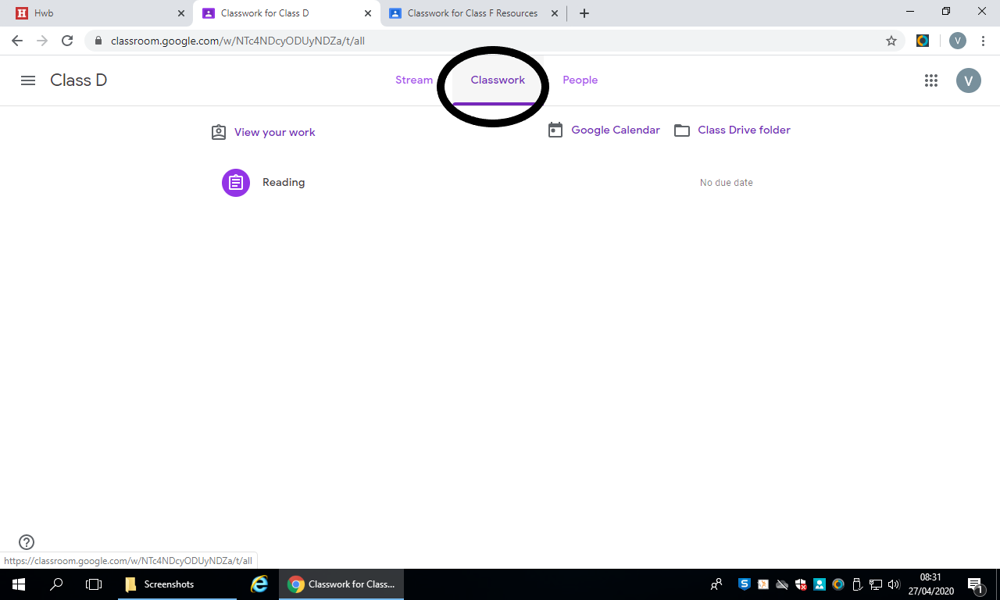 Hwb
Classwork for Class D
Classwork for Class F Resources
classroom.google.com/w/NTc4NDcyODUyNDZa/t/all
V
Class D
Stream
Classwork
People
V
View your work
Google Calendar
Class Drive folder
Reading
No due date
https://classroom.google.com/w/NTc4NDcyODUyNDZa/t/all
Screenshots
Classwork for Class...
08:31
27/04/2020
1